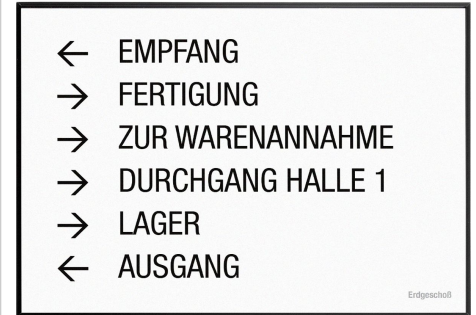 ← EMPFANG
→ FERTIGUNG
→ ZUR WARENANNAHME
→ DURCHGANG HALLE 1
→ LAGER
← AUSGANG
Erdgeschoß